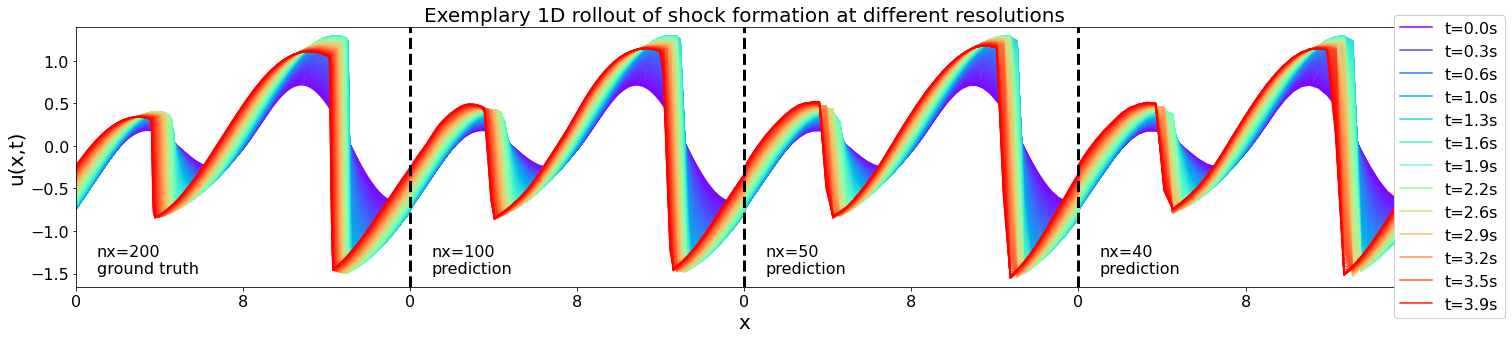 Exemplary 1D rollout of shock formation at different resolutions
u(x,t)
1.0
0.5
0.0
−0.5
−1.0
−1.5
nx=200
ground truth
nx=100
prediction
nx=50
prediction
nx=40
prediction
0 8 0 8 0 8 0 8
x
t=0.0s
t=0.3s
t=0.6s
t=1.0s
t=1.3s
t=1.6s
t=1.9s
t=2.2s
t=2.6s
t=2.9s
t=3.2s
t=3.5s
t=3.9s